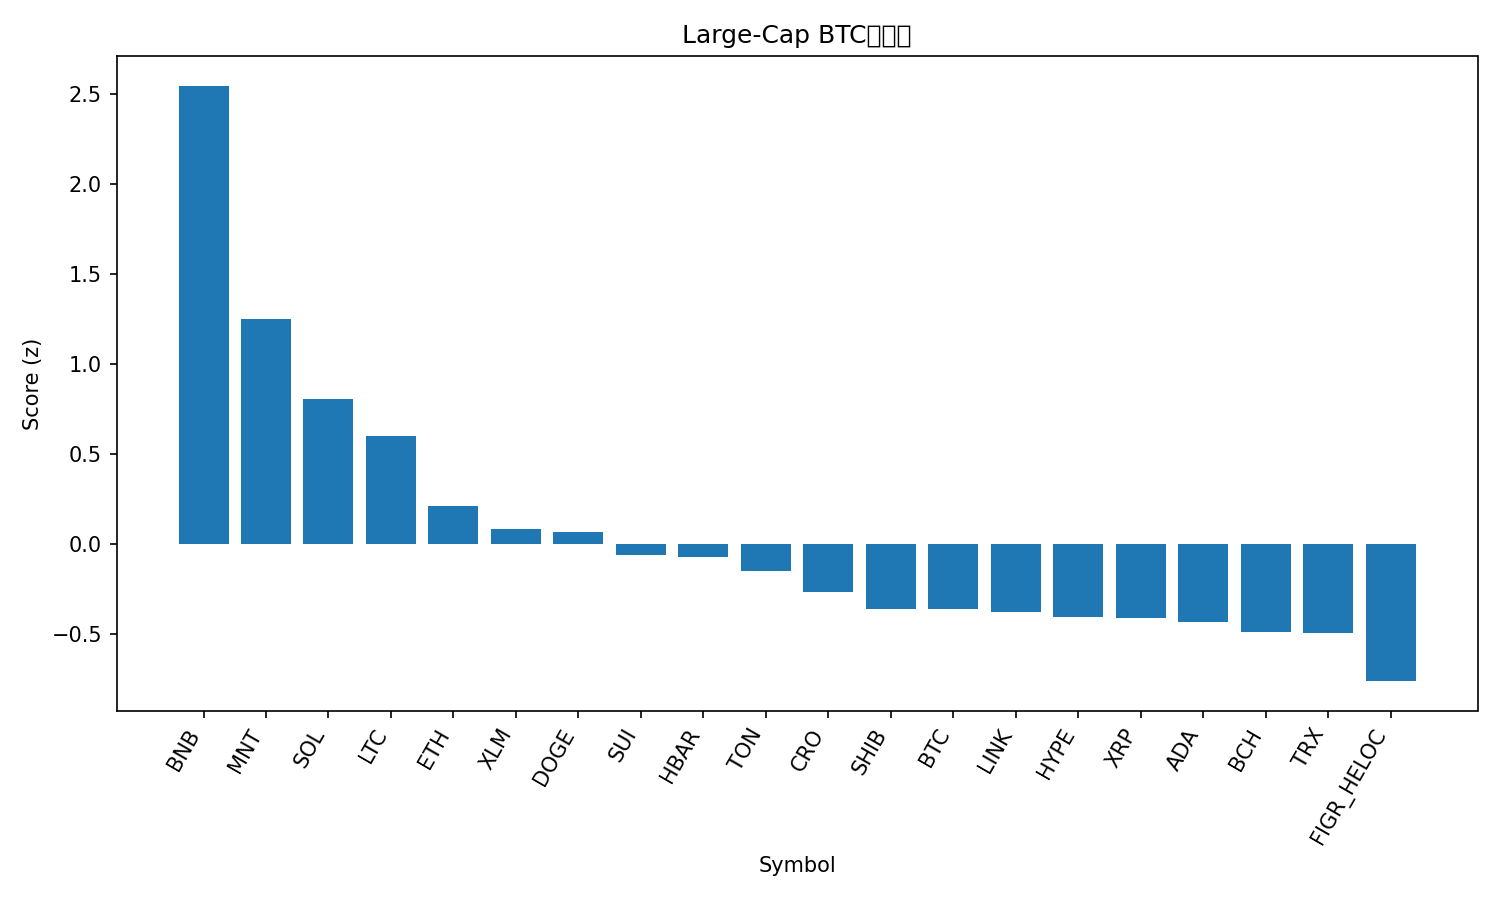 Large-Cap BTC
2.5
2.0
1.5
1.0
0.5
0.0
−0.5
Score (z)
BNB
MNT
SOL
LTC
ETH
XLM
DOGE
SUI
HBAR
TON
CRO
SHIB
BTC
LINK
HYPE
XRP
ADA
BCH
TRX
FIGR_HELOC
Symbol